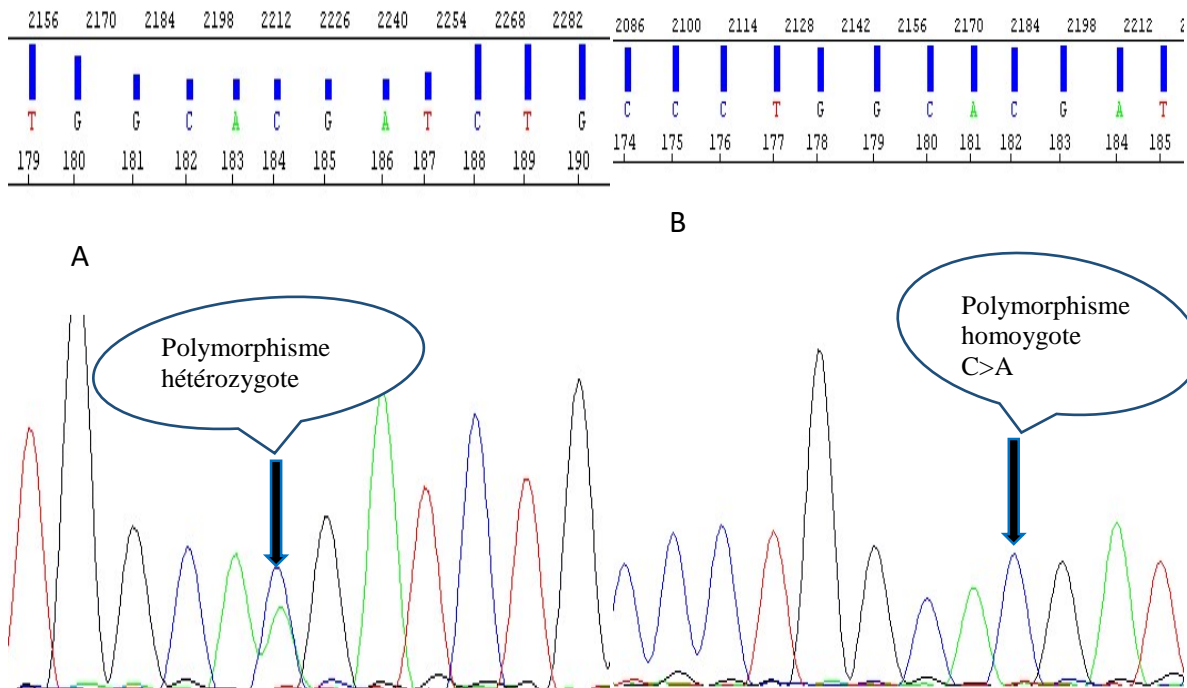 2156 2170 2184 2198 2212 2226 2240 2254 2268 2282
T G G C A C G A T C T G
179 180 181 182 183 184 185 186 187 188 189 190
A
Polymorphisme
hétérozygote
2086 2100 2114 2128 2142 2156 2170 2184 2198 2212 2
C C C T G G C A C G A T
174 175 176 177 178 179 180 181 182 183 184 185
B
Polymorphisme
homoygote
C>A